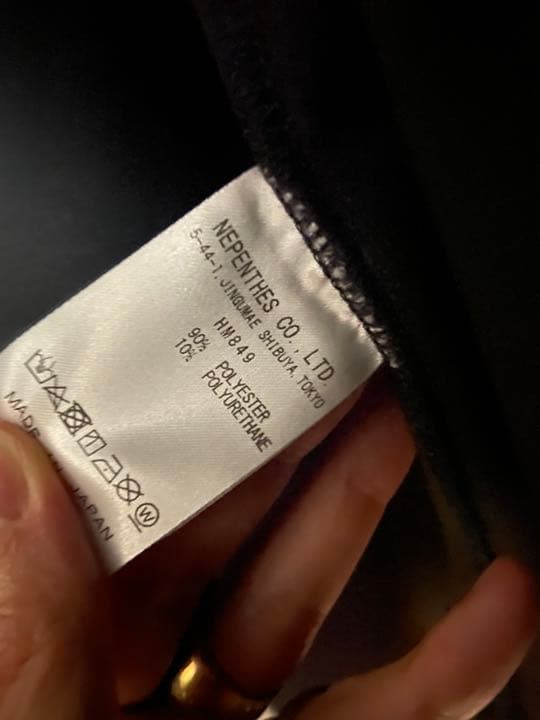 NEPENTHES CO., LTD.
5-44-1, JINGUMAE SHIBUYA, TOKYO
HM849
90% POLYESTER
10% POLYURETHANE
W
MADE IN JAPAN